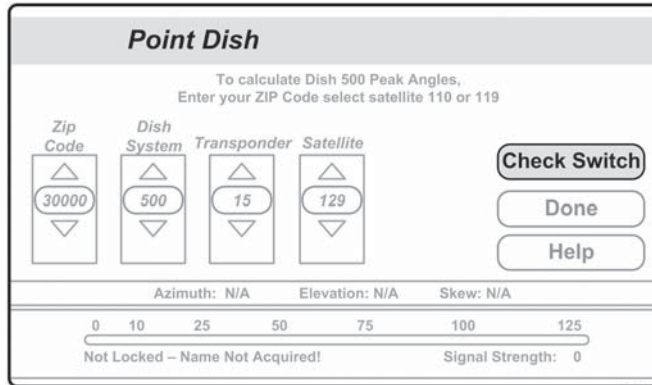 Point Dish
To calculate Dish 500 Peak Angles,
Enter your ZIP Code select satellite 110 or 119
Zip Code
Dish System
Transponder
Satellite
30000
500
15
129
Check Switch
Done
Help
Azimuth: N/A Elevation: N/A Skew: N/A
0 10 25 50 75 100 125
Not Locked – Name Not Acquired! Signal Strength: 0